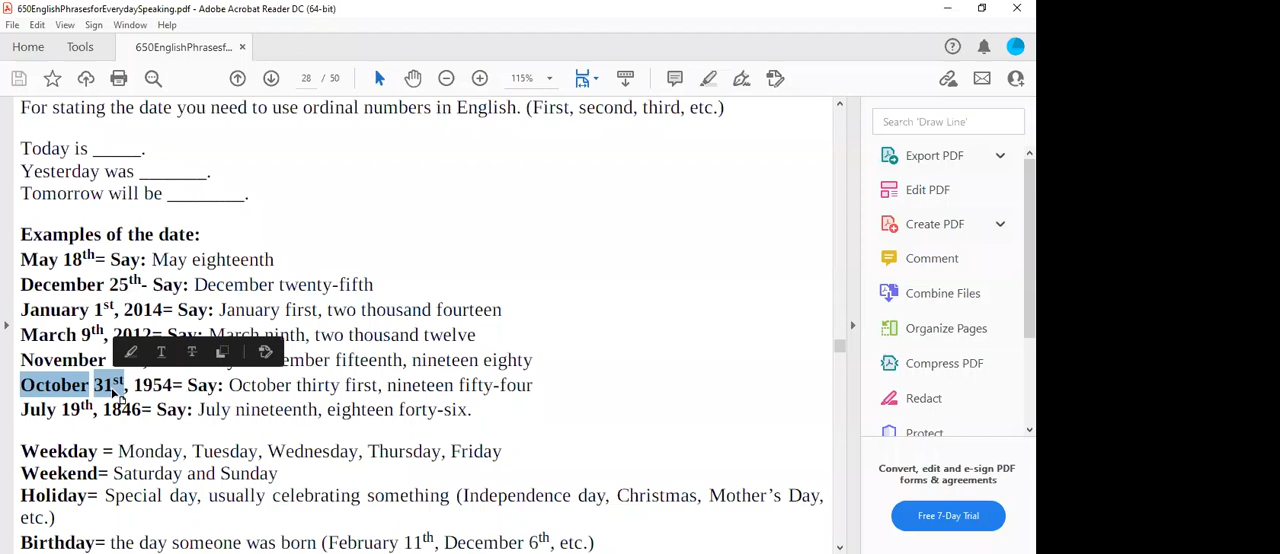 650EnglishPhrasesforEverydaySpeaking.pdf - Adobe Acrobat Reader DC (64-bit)
File Edit View Sign Window Help
Home Tools 650EnglishPhrasesf... ×
28 / 50 115%
For stating the date you need to use ordinal numbers in English. (First, second, third, etc.)
Today is _____.
Yesterday was _______.
Tomorrow will be ________.
Examples of the date:
May 18th= Say: May eighteenth
December 25th- Say: December twenty-fifth
January 1st, 2014= Say: January first, two thousand fourteen
March 9th, 2012= Say: March ninth, two thousand twelve
November ember fifteenth, nineteen eighty
October 31st, 1954= Say: October thirty first, nineteen fifty-four
July 19th, 1846= Say: July nineteenth, eighteen forty-six.
Weekday = Monday, Tuesday, Wednesday, Thursday, Friday
Weekend= Saturday and Sunday
Holiday= Special day, usually celebrating something (Independence day, Christmas, Mother's Day,
etc.)
Birthday= the day someone was born (February 11th, December 6th, etc.)
Search 'Draw Line'
Export PDF
Edit PDF
Create PDF
Comment
Combine Files
Organize Pages
Compress PDF
Redact
Protect
Convert, edit and e-sign PDF
forms & agreements
Free 7-Day Trial